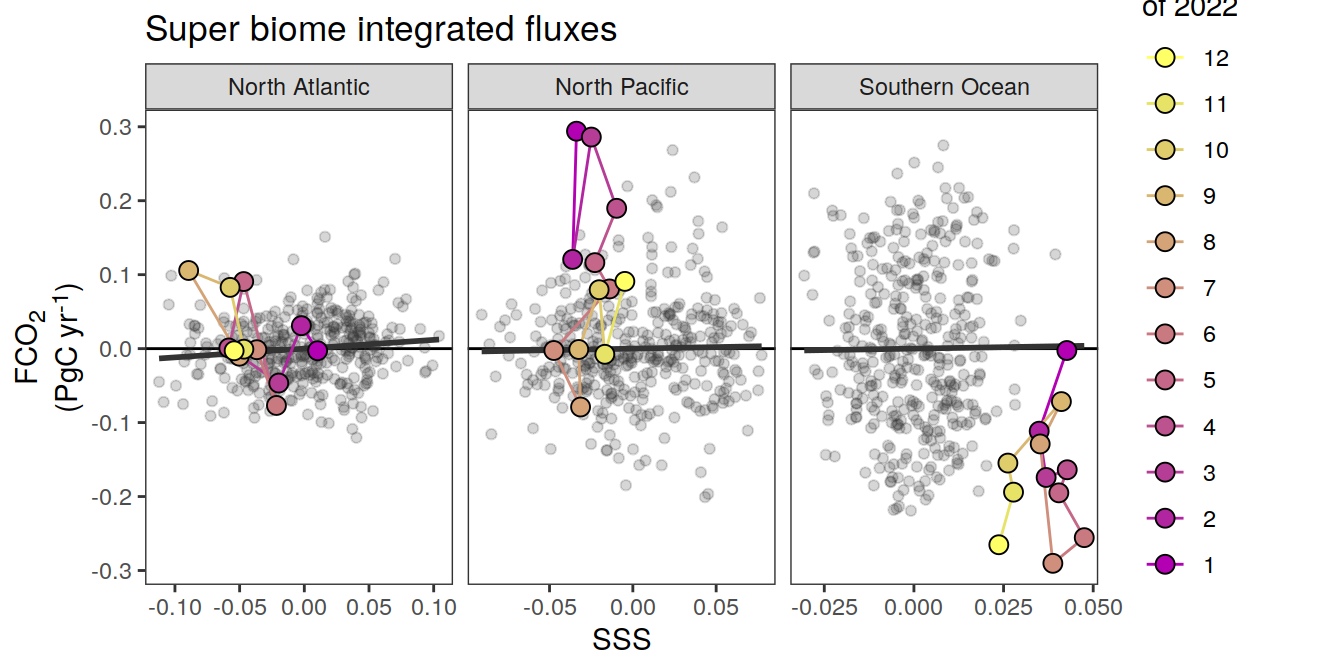 Super biome integrated fluxes
of 2022
North Atlantic
North Pacific
Southern Ocean
0.3
0.2
0.1
0.0
-0.1
-0.2
-0.3
FCO2
(PgC yr-1)
-0.10 -0.05 0.00 0.05 0.10
-0.05 0.00 0.05
-0.025 0.000 0.025 0.050
SSS
12
11
10
9
8
7
6
5
4
3
2
1